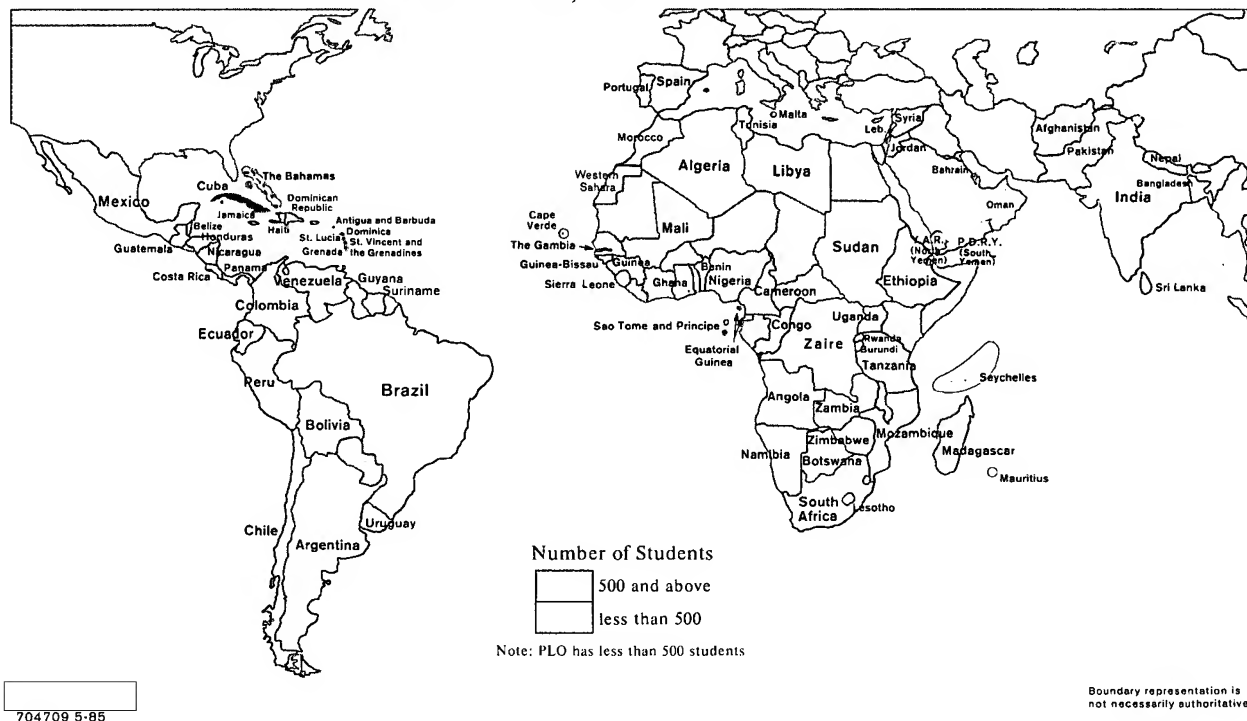 Portugal
Spain
Malta
Tunisia
Leb.
Syria
Jordan
Afghanistan
Pakistan
Nepal
Bahrain
Bangladesh
India
Oman
Morocco
Algeria
Libya
Western
Sahara
The Bahamas
Cuba
Mexico
Dominican
Republic
Jamaica
Haiti
Antigua and Barbuda
Dominica
Belize
Honduras
St. Lucia
St. Vincent and
the Grenadines
Grenada
Guatemala
Nicaragua
Costa Rica
Panama
Venezuela
Guyana
Suriname
Colombia
Ecuador
Peru
Brazil
Bolivia
Chile
Argentina
Uruguay
Cape
Verde
Mali
Sudan
The Gambia
Guinea-Bissau
Guinea
Sierra Leone
Ghana
Benin
Nigeria
Cameroon
Ethiopia
Y.A.R.
(North
Yemen)
P.D.R.Y.
(South
Yemen)
Sri Lanka
Sao Tome and Principe
Equatorial
Guinea
Congo
Zaire
Uganda
Rwanda
Burundi
Tanzania
Seychelles
Angola
Zambia
Zimbabwe
Mozambique
Madagascar
Mauritius
Namibia
Botswana
South
Africa
Lesotho
Number of Students
500 and above
less than 500
Note: PLO has less than 500 students
704709 5-85
Boundary representation is
not necessarily authoritative